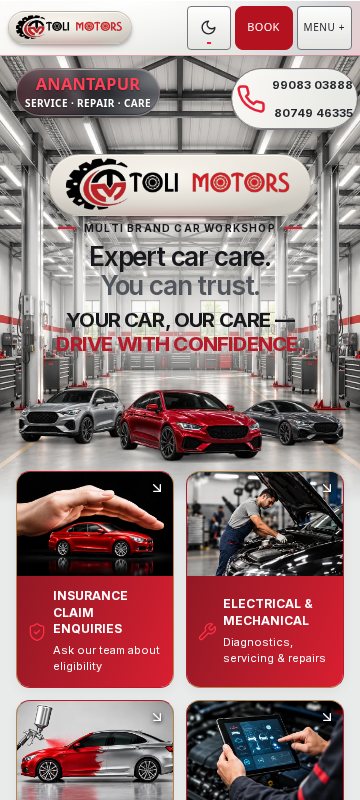 TOLI MOTORS
BOOK
MENU +
ANANTAPUR
SERVICE · REPAIR · CARE
99083 03888
80749 46335
TOLI MOTORS
MULTI BRAND CAR WORKSHOP
Expert car care.
You can trust.
YOUR CAR, OUR CARE —
DRIVE WITH CONFIDENCE.
INSURANCE
CLAIM
ENQUIRIES
Ask our team about
eligibility
ELECTRICAL &
MECHANICAL
Diagnostics,
servicing & repairs